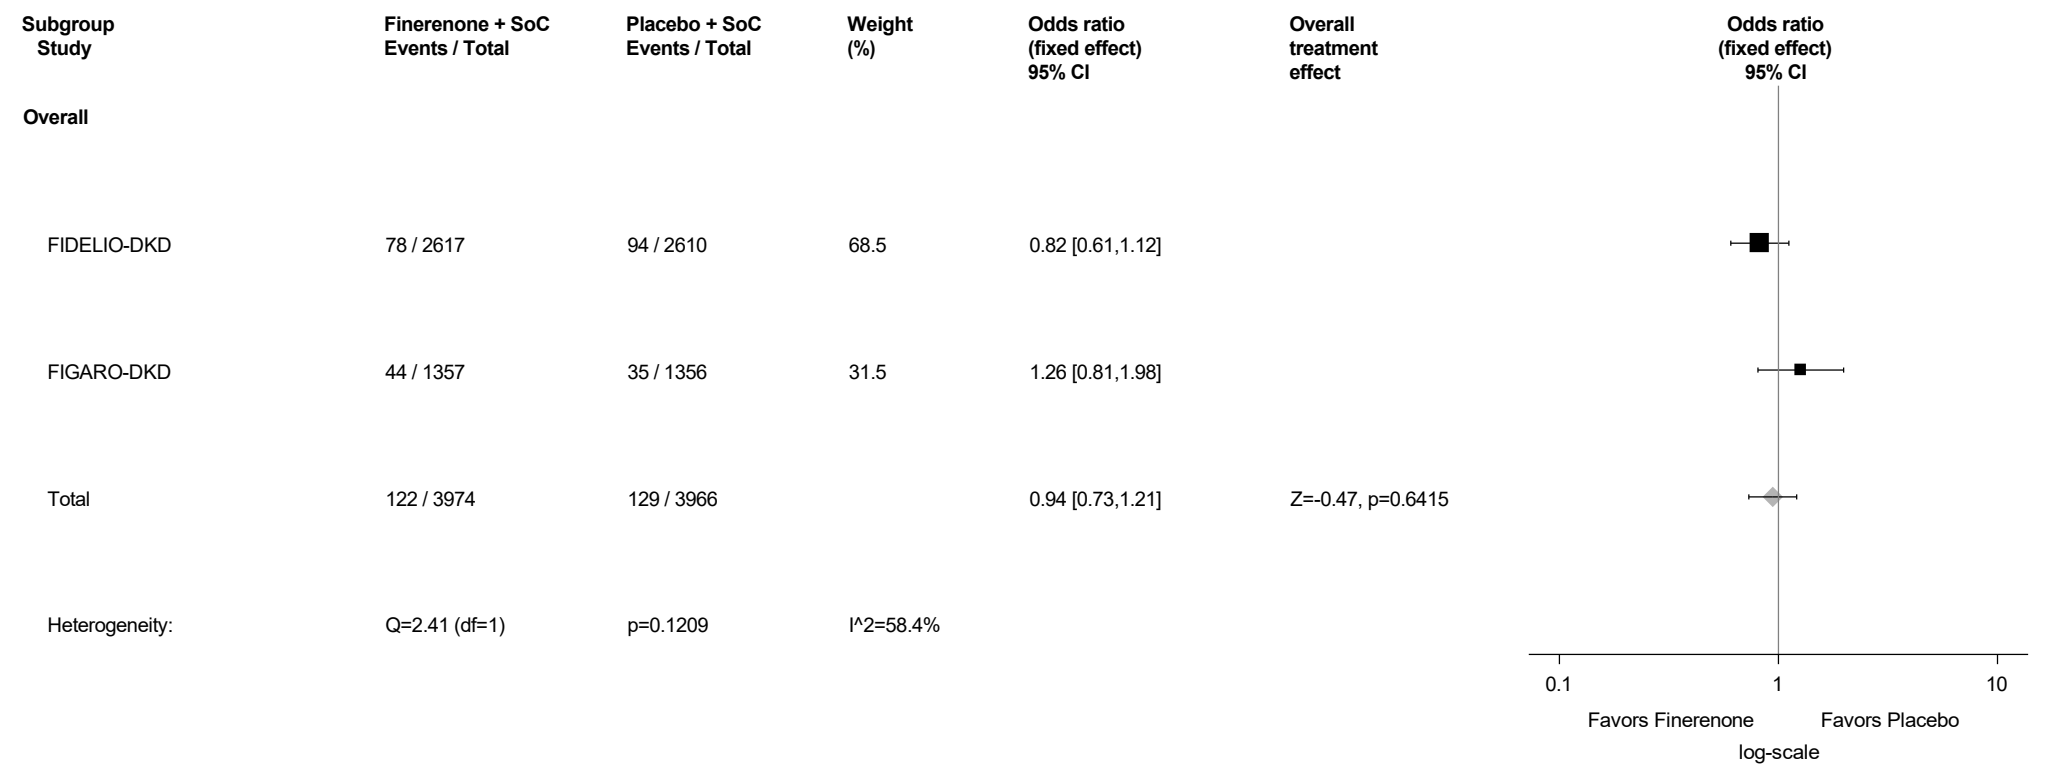 Subgroup Finerenone + SoC Placebo + SoC Weight Odds ratio Overall Odds ratio
Study Events / Total Events / Total (%) (fixed effect) treatment (fixed effect)
95% CI effect 95% CI
Overall
FIDELIO-DKD 78 / 2617 94 / 2610 68.5 0.82 [0.61,1.12]
FIGARO-DKD 44 / 1357 35 / 1356 31.5 1.26 [0.81,1.98]
Total 122 / 3974 129 / 3966 0.94 [0.73,1.21] Z=-0.47, p=0.6415
Heterogeneity: Q=2.41 (df=1) p=0.1209 I^2=58.4%
0.1 1 10
Favors Finerenone Favors Placebo
log-scale